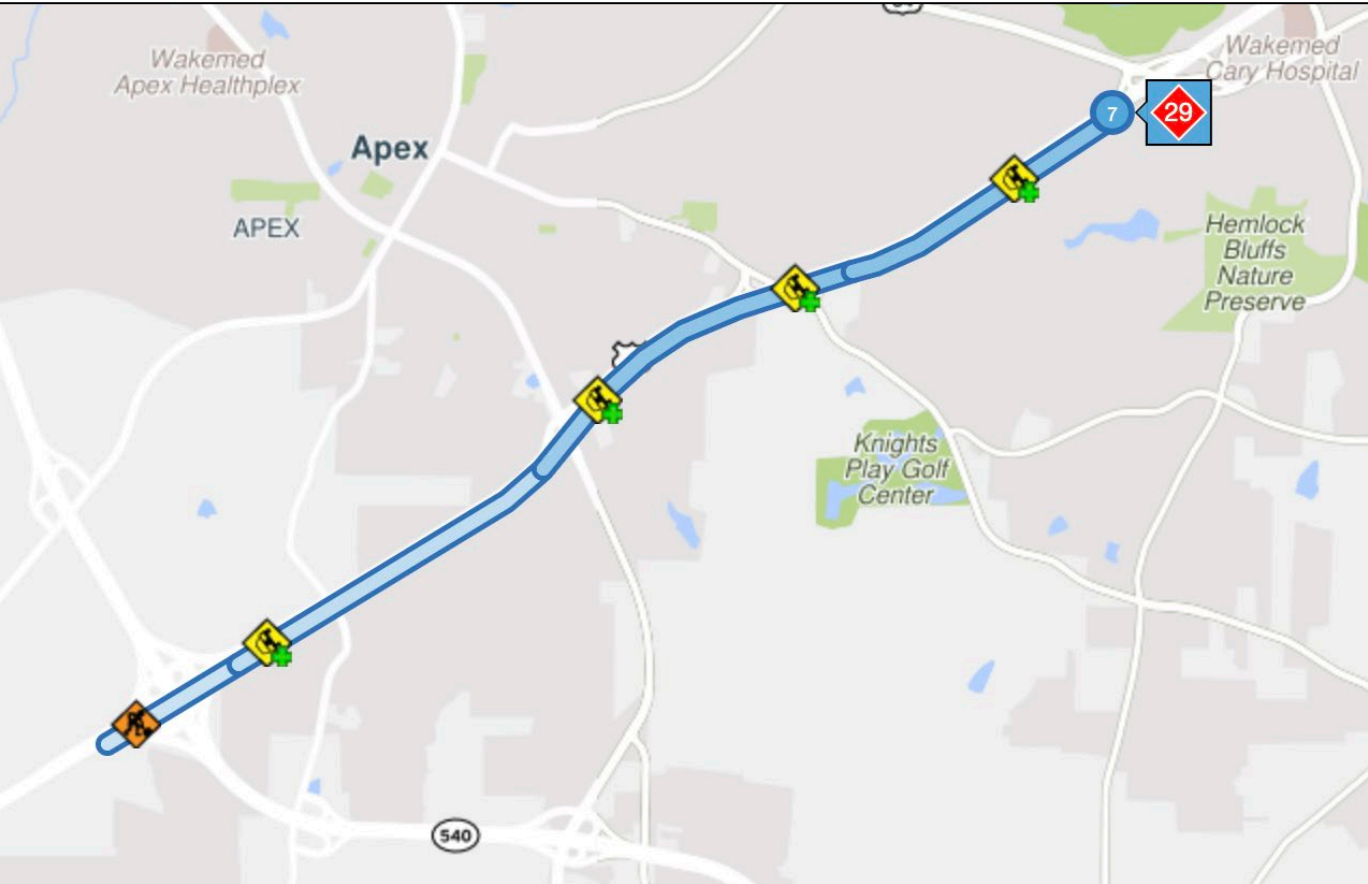 Wakemed
Apex Healthplex
Wakemed
Cary Hospital
7
29
Apex
APEX
Hemlock
Bluffs
Nature
Preserve
Knights
Play Golf
Center
540